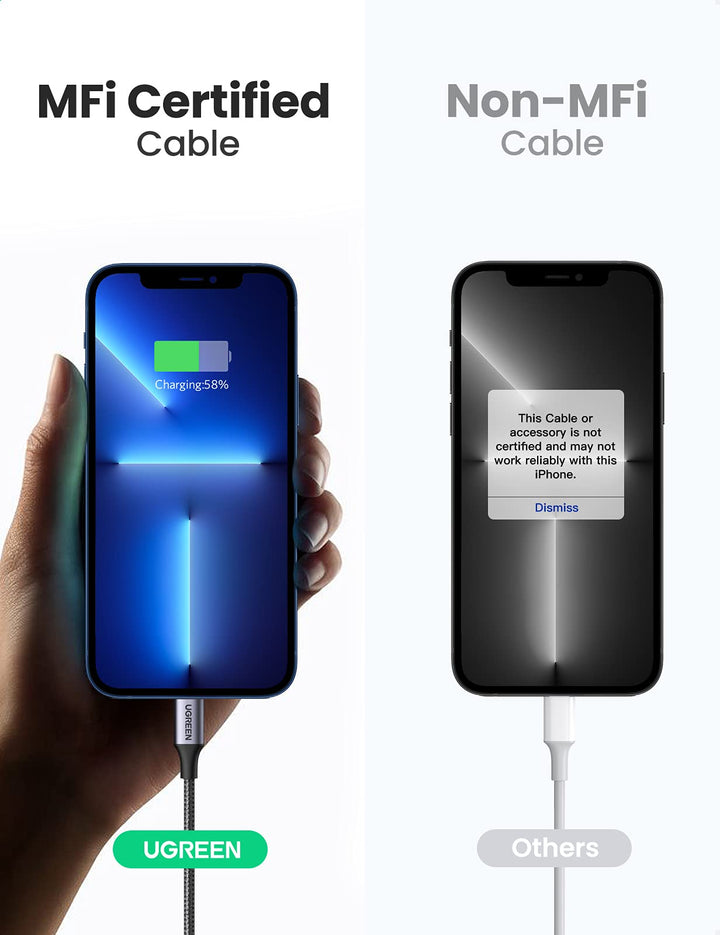 MFi Certified
Cable
Non-MFi
Cable
Charging:58%
This Cable or
accessory is not
certified and may not
work reliably with this
iPhone.
Dismiss
UGREEN
UGREEN
Others